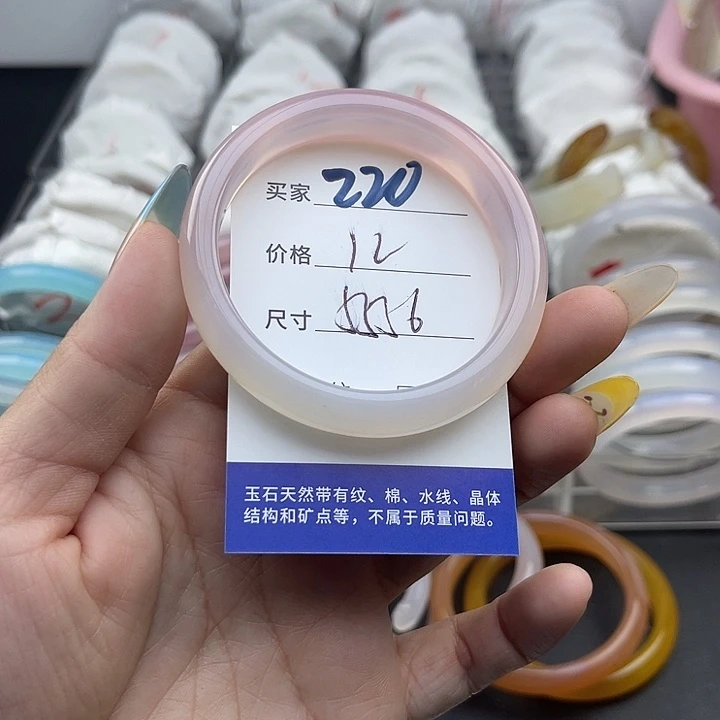 买家 220
价格 12
尺寸
玉石天然带有纹、棉、水线、晶体
结构和矿点等，不属于质量问题。